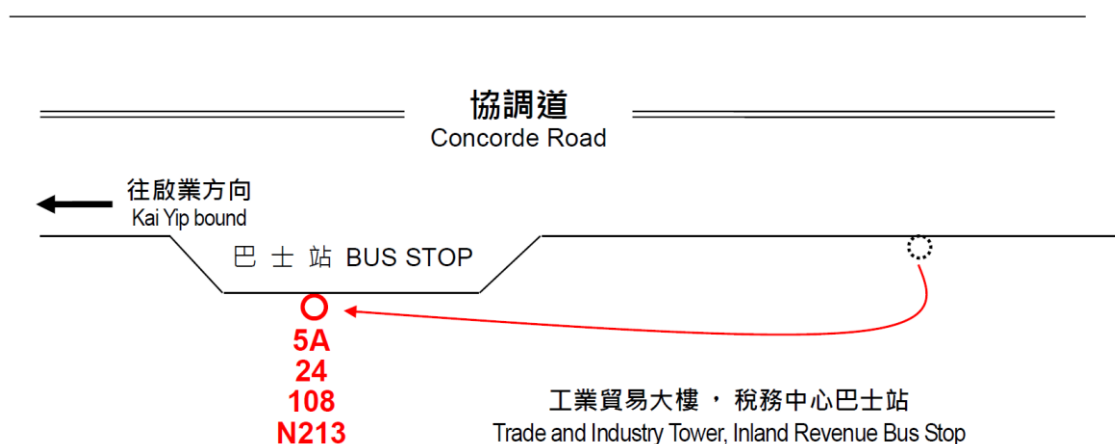 協調道
Concorde Road
往啟業方向
Kai Yip bound
巴 士 站 BUS STOP
5A
24
108
N213
工業貿易大樓 ‧ 稅務中心巴士站
Trade and Industry Tower, Inland Revenue Bus Stop